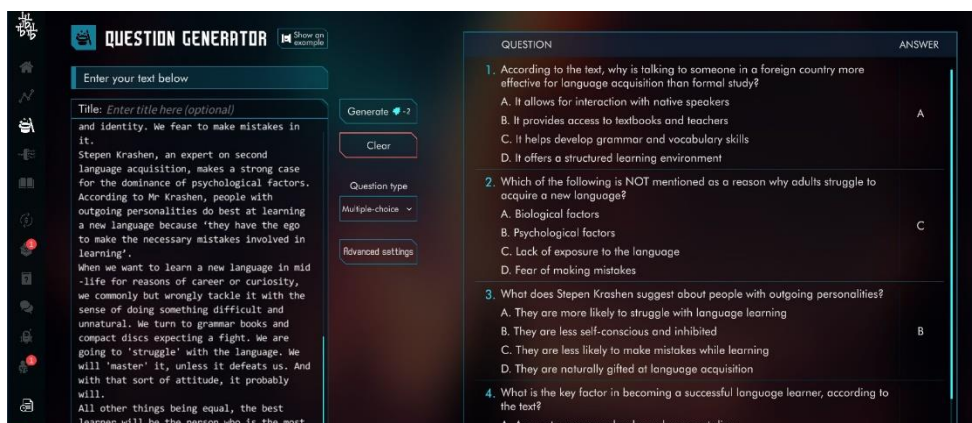 QUESTION GENERATOR
Show an
example
Enter your text below
Title: Enter title here (optional)
and identity. We fear to make mistakes in
it.
Stepen Krashen, an expert on second
language acquisition, makes a strong case
for the dominance of psychological factors.
According to Mr Krashen, people with
outgoing personalities do best at learning
a new language because 'they have the ego
to make the necessary mistakes involved in
learning'.
When we want to learn a new language in mid
-life for reasons of career or curiosity,
we commonly but wrongly tackle it with the
sense of doing something difficult and
unnatural. We turn to grammar books and
compact discs expecting a fight. We are
going to 'struggle' with the language. We
will 'master' it, unless it defeats us. And
with that sort of attitude, it probably
will.
All other things being equal, the best
learner will be the person who is the most
Generate -2
Clear
Question type
Multiple-choice
Advanced settings
QUESTION ANSWER
1. According to the text, why is talking to someone in a foreign country more
effective for language acquisition than formal study?
A. It allows for interaction with native speakers
B. It provides access to textbooks and teachers
C. It helps develop grammar and vocabulary skills
D. It offers a structured learning environment
A
2. Which of the following is NOT mentioned as a reason why adults struggle to
acquire a new language?
A. Biological factors
B. Psychological factors
C. Lack of exposure to the language
D. Fear of making mistakes
C
3. What does Stepen Krashen suggest about people with outgoing personalities?
A. They are more likely to struggle with language learning
B. They are less self-conscious and inhibited
C. They are less likely to make mistakes while learning
D. They are naturally gifted at language acquisition
B
4. What is the key factor in becoming a successful language learner, according to
the text?